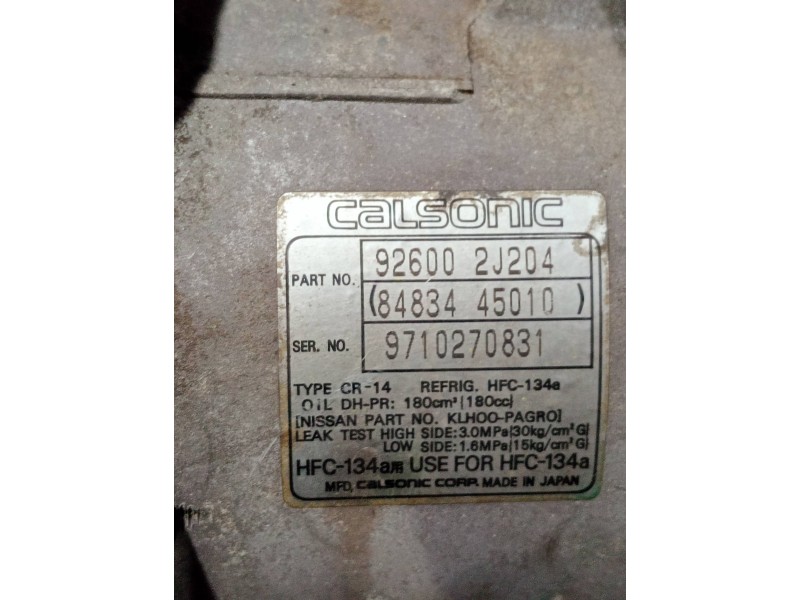 calsonic
PART NO. 92600 2J204
(84834 45010)
SER. NO. 9710270831
TYPE CR-14 REFRIG. HFC-134a
OIL DH-PR: 180cm³(180cc)
[NISSAN PART NO. KLH00-PAGR0]
LEAK TEST HIGH SIDE:3.0MPa(30kg/cm²G)
LOW SIDE:1.6MPa(15kg/cm²G)
HFC-134a用 USE FOR HFC-134a
MFD. calsonic CORP. MADE IN JAPAN